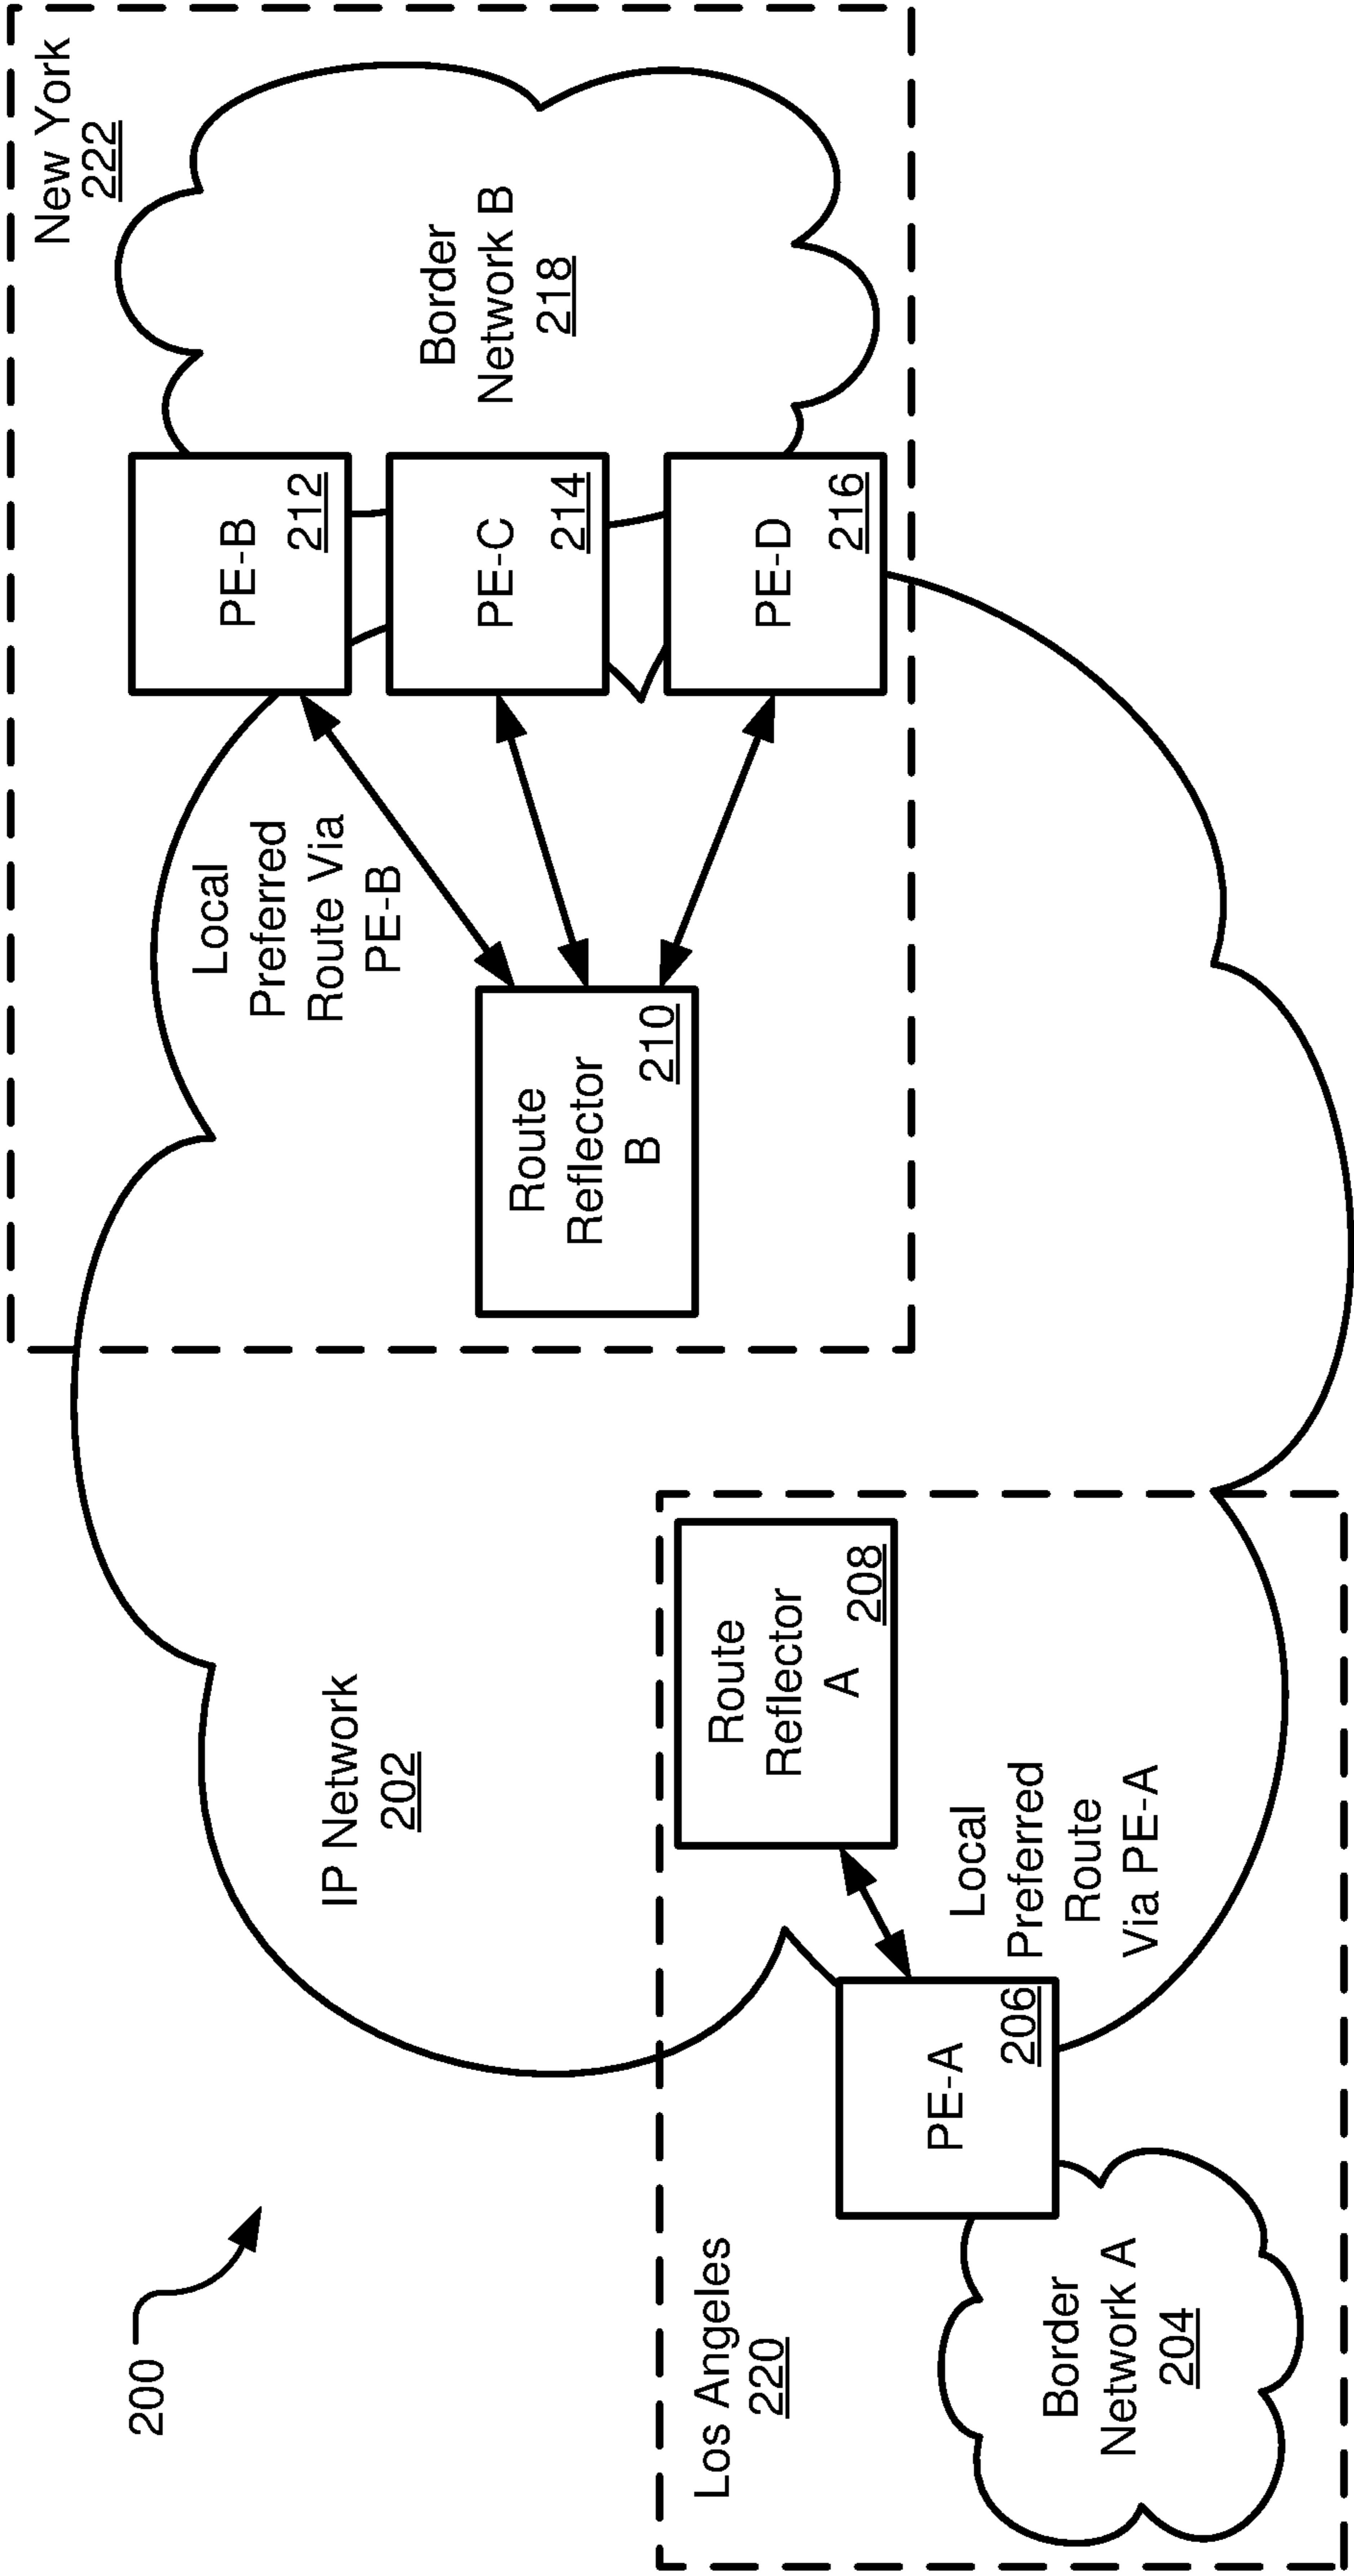 200
IP Network
202
New York
222
Local
Preferred
Route Via
PE-B
PE-B
212
PE-C
214
PE-D
216
Border
Network B
218
Route
Reflector
B
210
Los Angeles
220
Route
Reflector
A
208
PE-A
206
Local
Preferred
Route
Via PE-A
Border
Network A
204